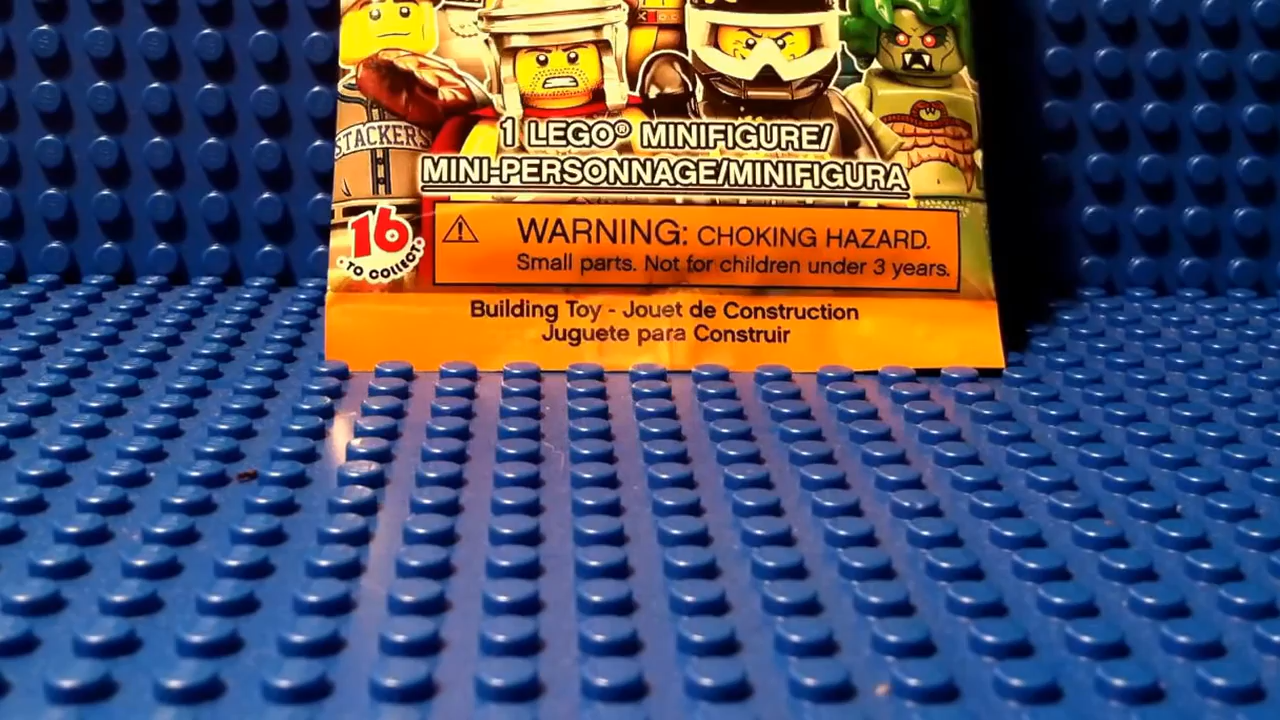 STACKERS
1 LEGO® MINIFIGURE/
MINI-PERSONNAGE/MINIFIGURA
16
TO COLLECT
WARNING: CHOKING HAZARD.
Small parts. Not for children under 3 years.
Building Toy - Jouet de Construction
Juguete para Construir